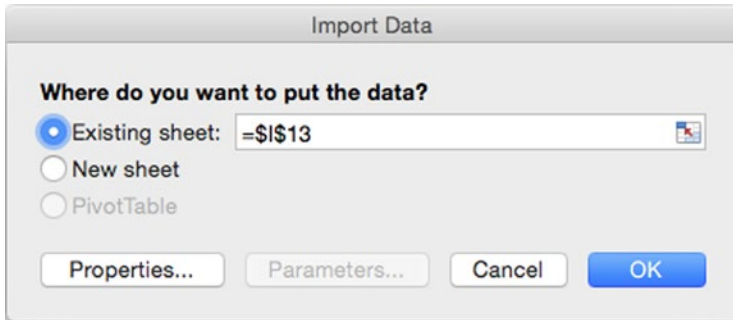 Import Data
Where do you want to put the data?
Existing sheet: =$I$13
New sheet
PivotTable
Properties... Parameters... Cancel OK